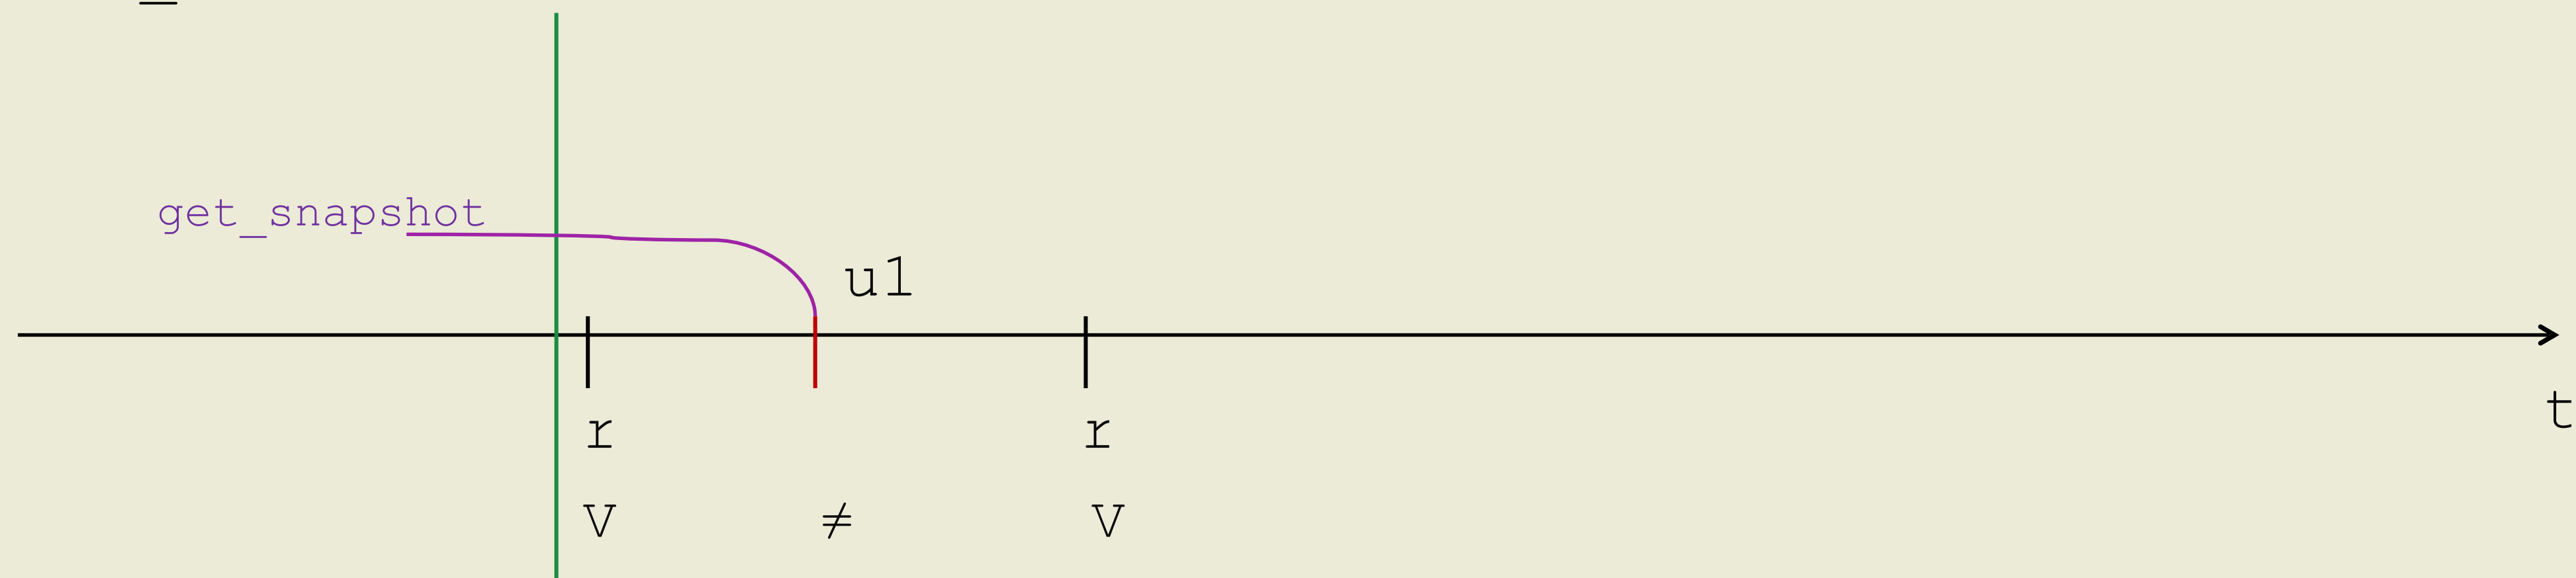 get_snapshot
u1
t
r r
V ≠ V